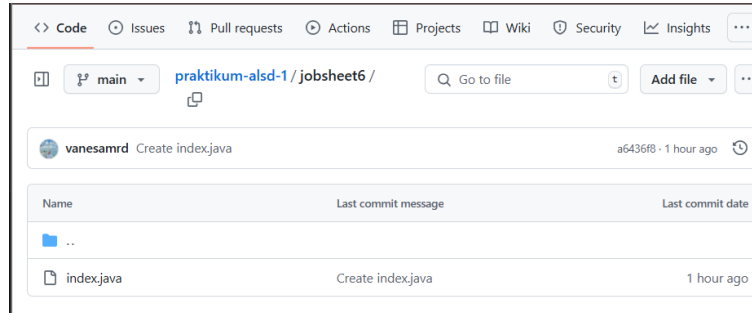 <> Code Issues Pull requests Actions Projects Wiki Security Insights ...
main praktikum-alsd-1 / jobsheet6 / Go to file t Add file ...
vanesamrd Create index.java a6436f8 · 1 hour ago
Name Last commit message Last commit date
..
index.java Create index.java 1 hour ago